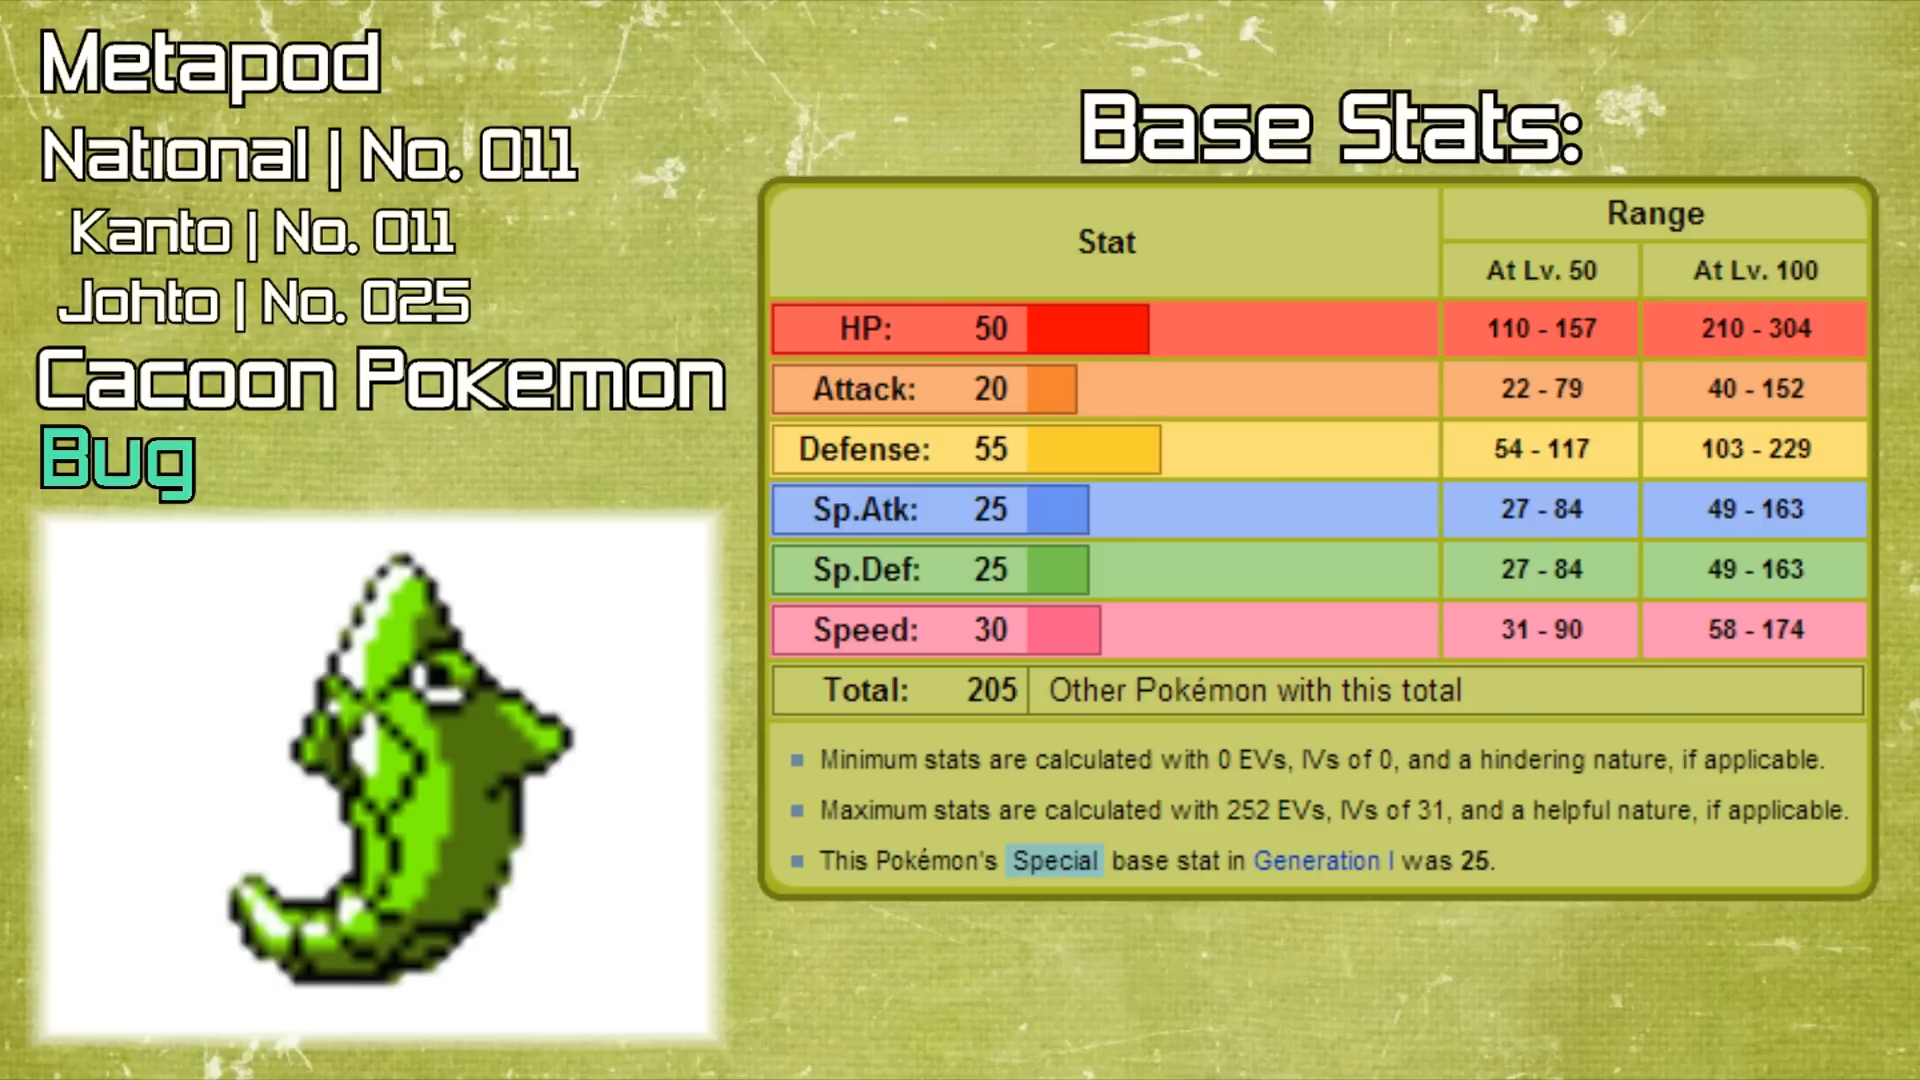 Metapod
National | No. 011
Kanto | No. 011
Johto | No. 025
Cacoon Pokemon
Bug
Base Stats:
Stat Range
At Lv. 50 At Lv. 100
HP: 50 110 - 157 210 - 304
Attack: 20 22 - 79 40 - 152
Defense: 55 54 - 117 103 - 229
Sp.Atk: 25 27 - 84 49 - 163
Sp.Def: 25 27 - 84 49 - 163
Speed: 30 31 - 90 58 - 174
Total: 205 Other Pokémon with this total
Minimum stats are calculated with 0 EVs, IVs of 0, and a hindering nature, if applicable.
Maximum stats are calculated with 252 EVs, IVs of 31, and a helpful nature, if applicable.
This Pokémon's Special base stat in Generation I was 25.